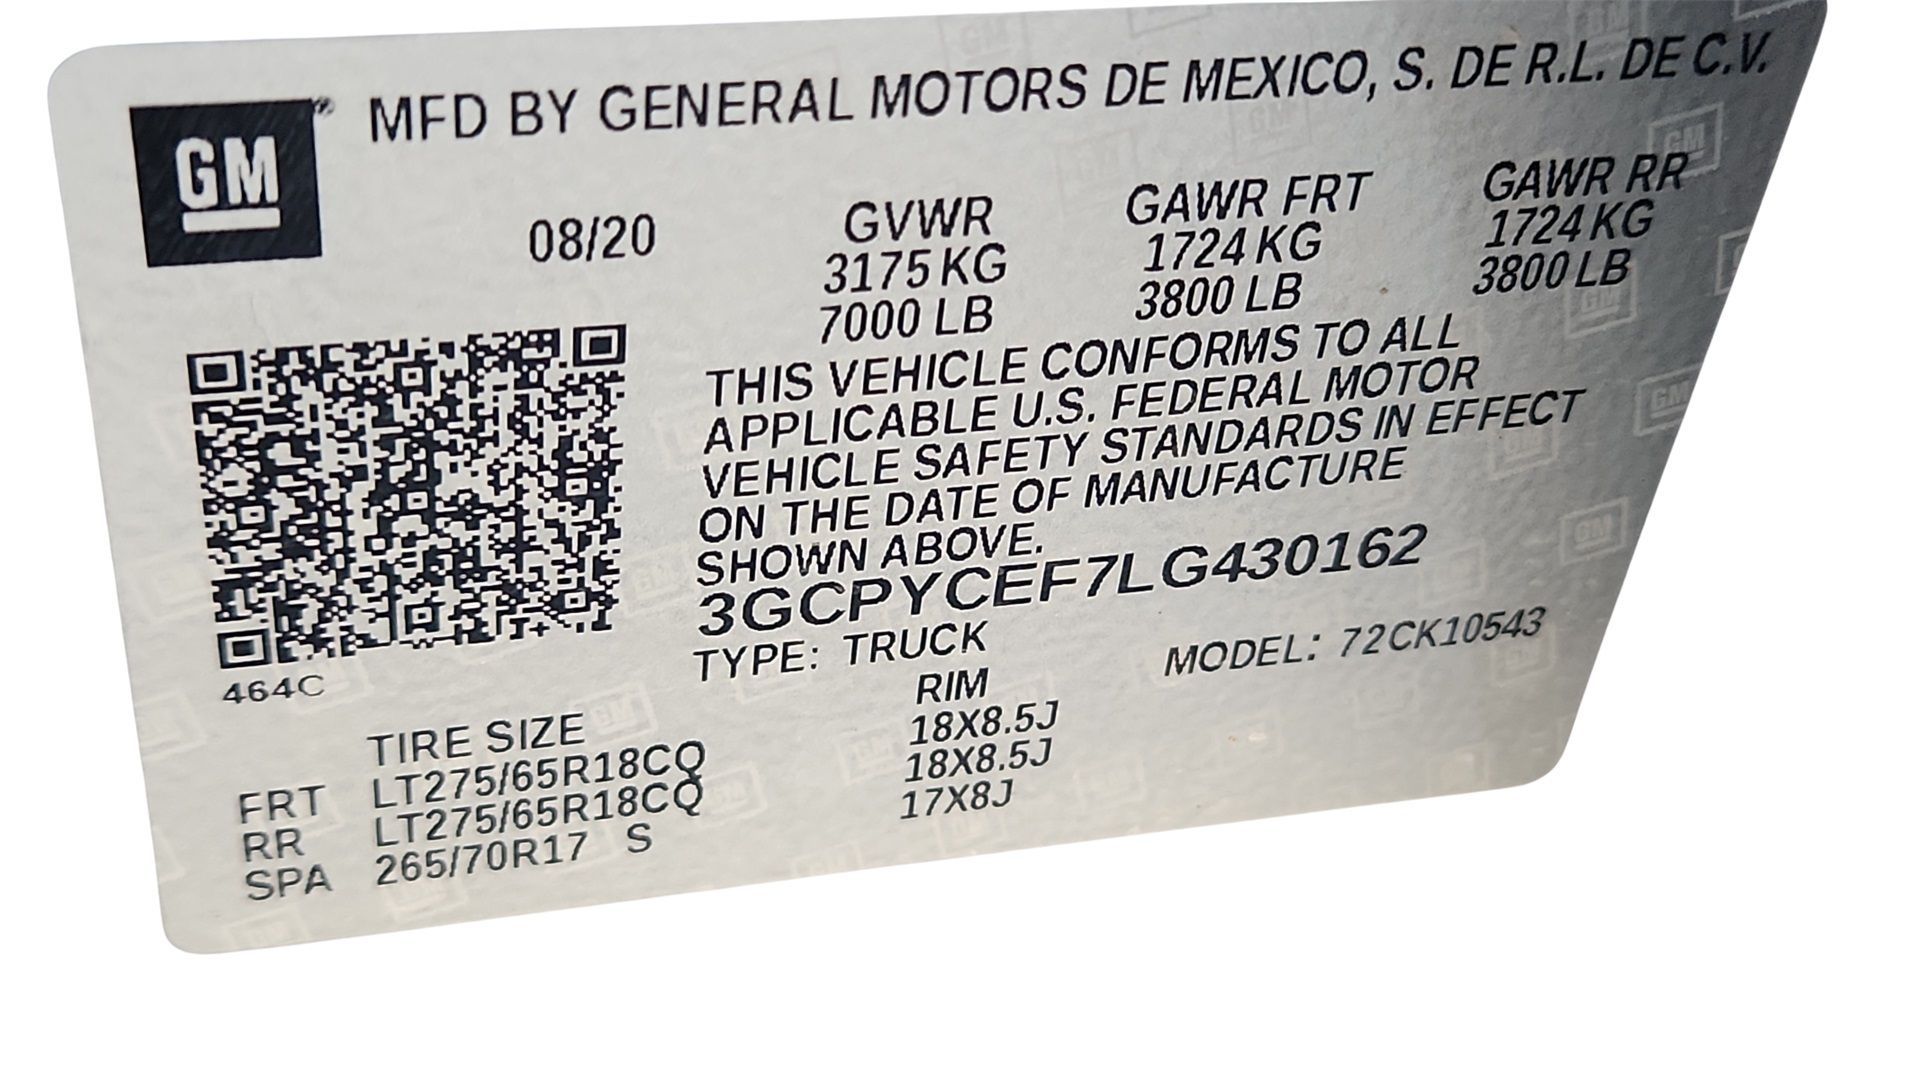 GM® MFD BY GENERAL MOTORS DE MEXICO, S. DE R.L. DE C.V.
08/20 GVWR GAWR FRT GAWR RR
3175 KG 1724 KG 1724 KG
7000 LB 3800 LB 3800 LB
THIS VEHICLE CONFORMS TO ALL
APPLICABLE U.S. FEDERAL MOTOR
VEHICLE SAFETY STANDARDS IN EFFECT
ON THE DATE OF MANUFACTURE
SHOWN ABOVE.
3GCPYCEF7LG430162
464C TYPE: TRUCK MODEL: 72CK10543
TIRE SIZE RIM
FRT LT275/65R18CQ 18X8.5J
RR LT275/65R18CQ 18X8.5J
SPA 265/70R17 S 17X8J